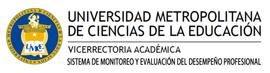 UNIVERSIDAD METROPOLITANA
DE CIENCIAS DE LA EDUCACIÓN
VICERRECTORIA ACADÉMICA
SISTEMA DE MONITOREO Y EVALUACIÓN DEL DESEMPEÑO PROFESIONAL